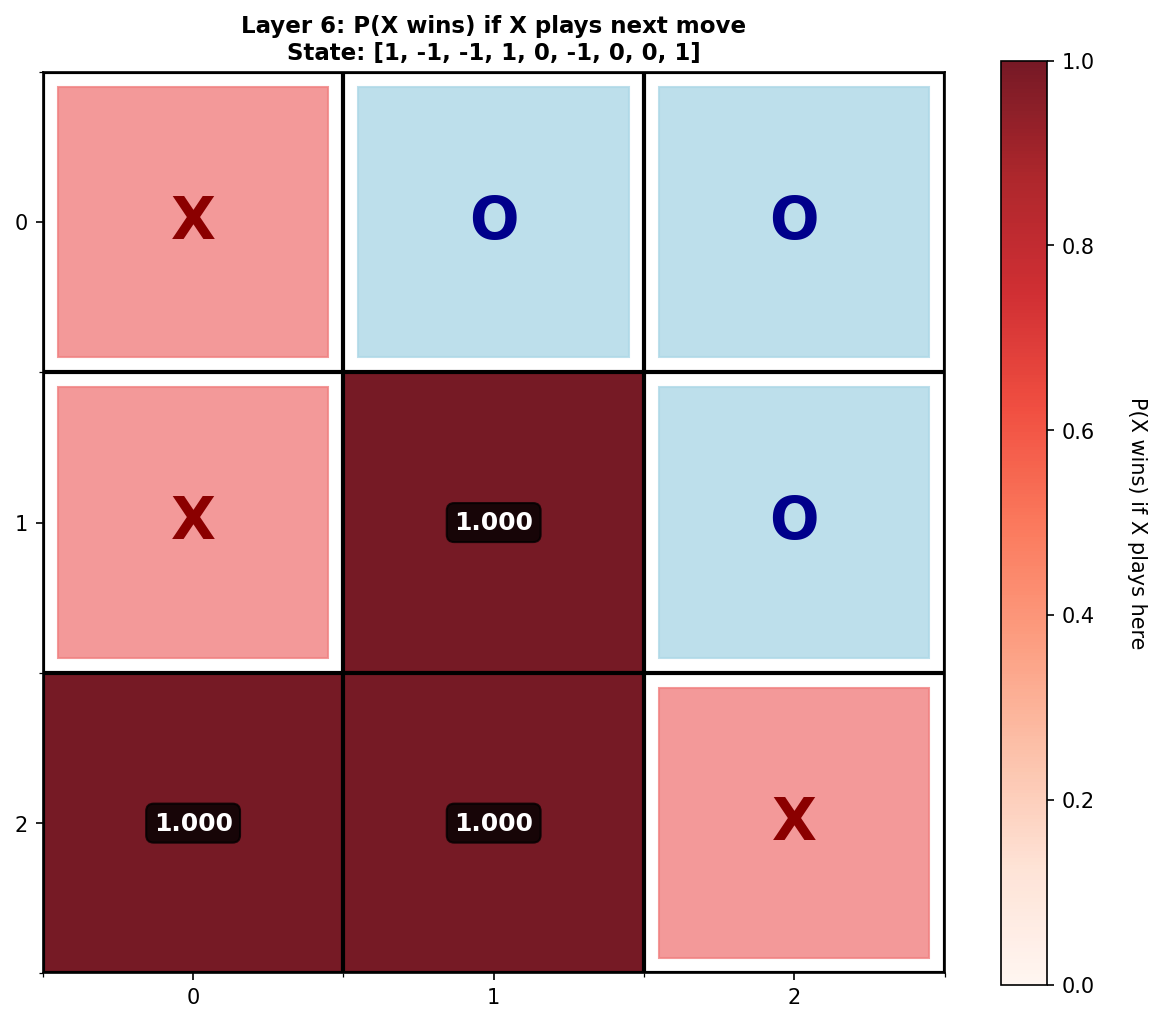 Layer 6: P(X wins) if X plays next move
State: [1, -1, -1, 1, 0, -1, 0, 0, 1]
0
X
O
O
1
X
1.000
O
2
1.000
1.000
X
0
1
2
1.0
0.8
0.6
0.4
0.2
0.0
P(X wins) if X plays here